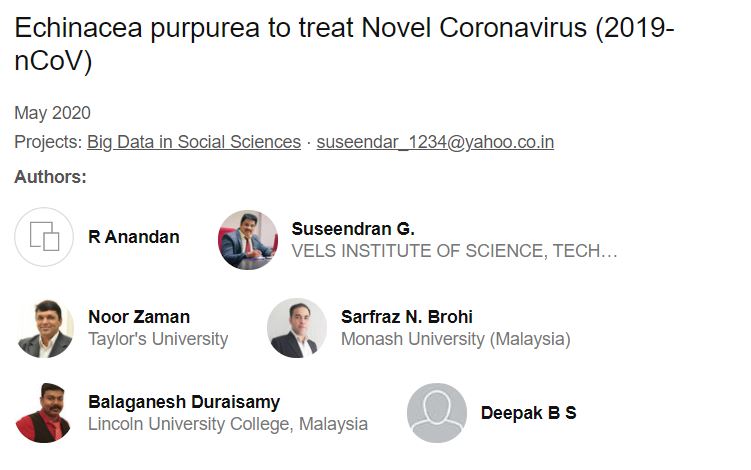 Echinacea purpurea to treat Novel Coronavirus (2019-
nCoV)
May 2020
Projects: Big Data in Social Sciences · suseendar_1234@yahoo.co.in
Authors:
R Anandan
Suseendran G.
VELS INSTITUTE OF SCIENCE, TECH…
Noor Zaman
Taylor's University
Sarfraz N. Brohi
Monash University (Malaysia)
Balaganesh Duraisamy
Lincoln University College, Malaysia
Deepak B S